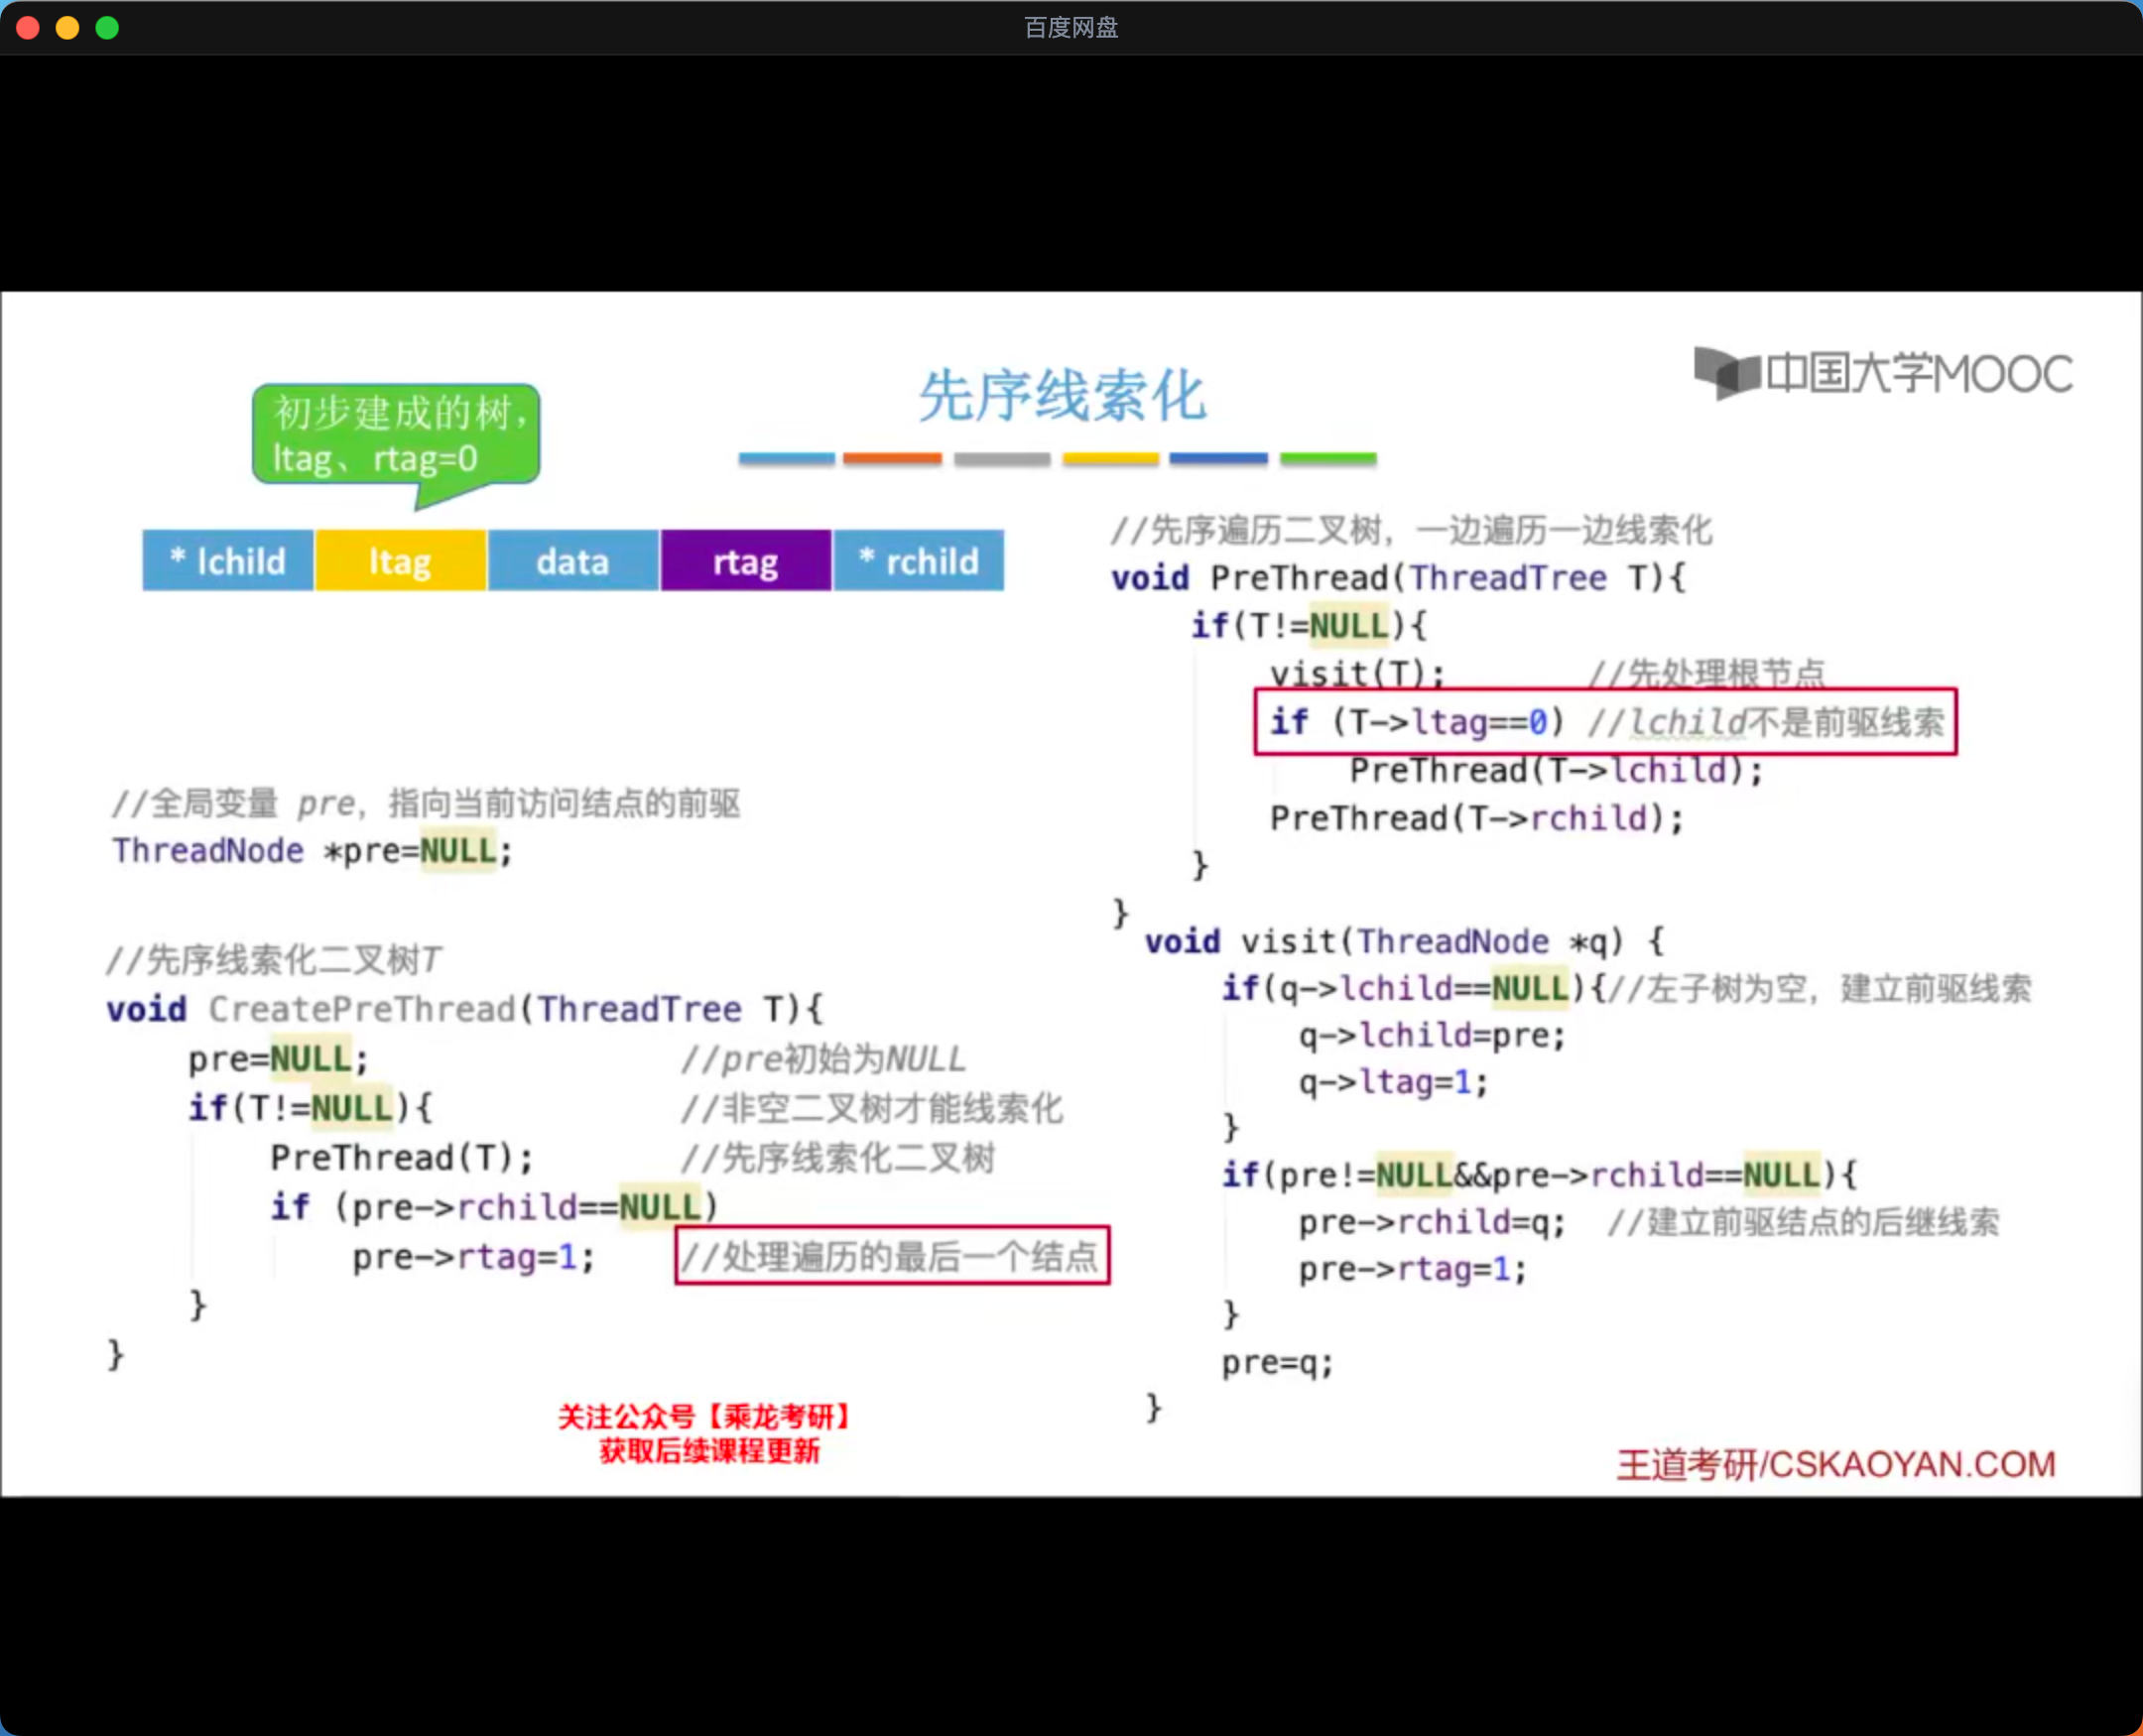 百度网盘
先序线索化
中国大学MOOC
初步建成的树，
ltag、rtag=0
* lchild ltag data rtag * rchild
//全局变量 pre，指向当前访问结点的前驱
ThreadNode *pre=NULL;
//先序线索化二叉树T
void CreatePreThread(ThreadTree T){
pre=NULL; //pre初始为NULL
if(T!=NULL){ //非空二叉树才能线索化
PreThread(T); //先序线索化二叉树
if (pre->rchild==NULL)
pre->rtag=1; //处理遍历的最后一个结点
}
}
//先序遍历二叉树，一边遍历一边线索化
void PreThread(ThreadTree T){
if(T!=NULL){
visit(T); //先处理根节点
if (T->ltag==0) //lchild不是前驱线索
PreThread(T->lchild);
PreThread(T->rchild);
}
}
void visit(ThreadNode *q) {
if(q->lchild==NULL){//左子树为空，建立前驱线索
q->lchild=pre;
q->ltag=1;
}
if(pre!=NULL&&pre->rchild==NULL){
pre->rchild=q; //建立前驱结点的后继线索
pre->rtag=1;
}
pre=q;
}
关注公众号【乘龙考研】
获取后续课程更新
王道考研/CSKAOYAN.COM